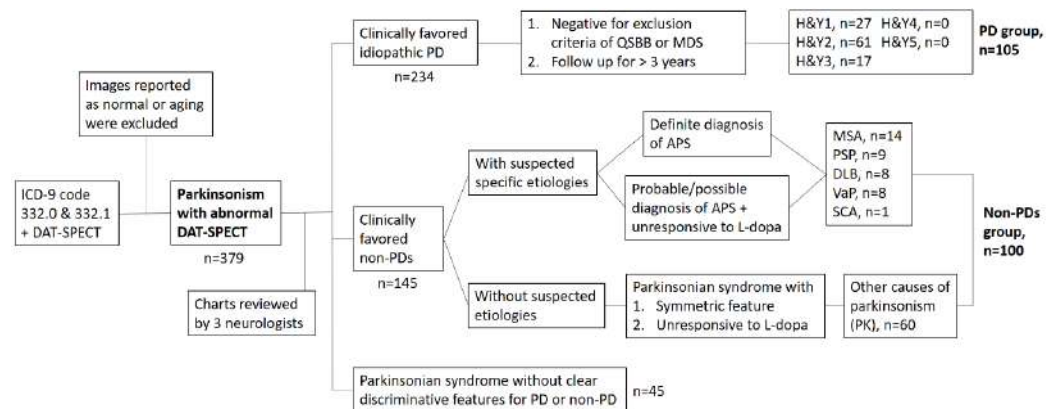 Images reported
as normal or aging
were excluded
ICD-9 code
332.0 & 332.1
+ DAT-SPECT
Parkinsonism
with abnormal
DAT-SPECT
n=379
Charts reviewed
by 3 neurologists
Clinically favored
idiopathic PD
n=234
1. Negative for exclusion
criteria of QSBB or MDS
2. Follow up for > 3 years
H&Y1, n=27 H&Y4, n=0
H&Y2, n=61 H&Y5, n=0
H&Y3, n=17
PD group,
n=105
Clinically
favored
non-PDs
n=145
With suspected
specific etiologies
Definite diagnosis
of APS
Probable/possible
diagnosis of APS +
unresponsive to L-dopa
MSA, n=14
PSP, n=9
DLB, n=8
VaP, n=8
SCA, n=1
Without suspected
etiologies
Parkinsonian syndrome with
1. Symmetric feature
2. Unresponsive to L-dopa
Other causes of
parkinsonism
(PK), n=60
Non-PDs
group,
n=100
Parkinsonian syndrome without clear
discriminative features for PD or non-PD
n=45